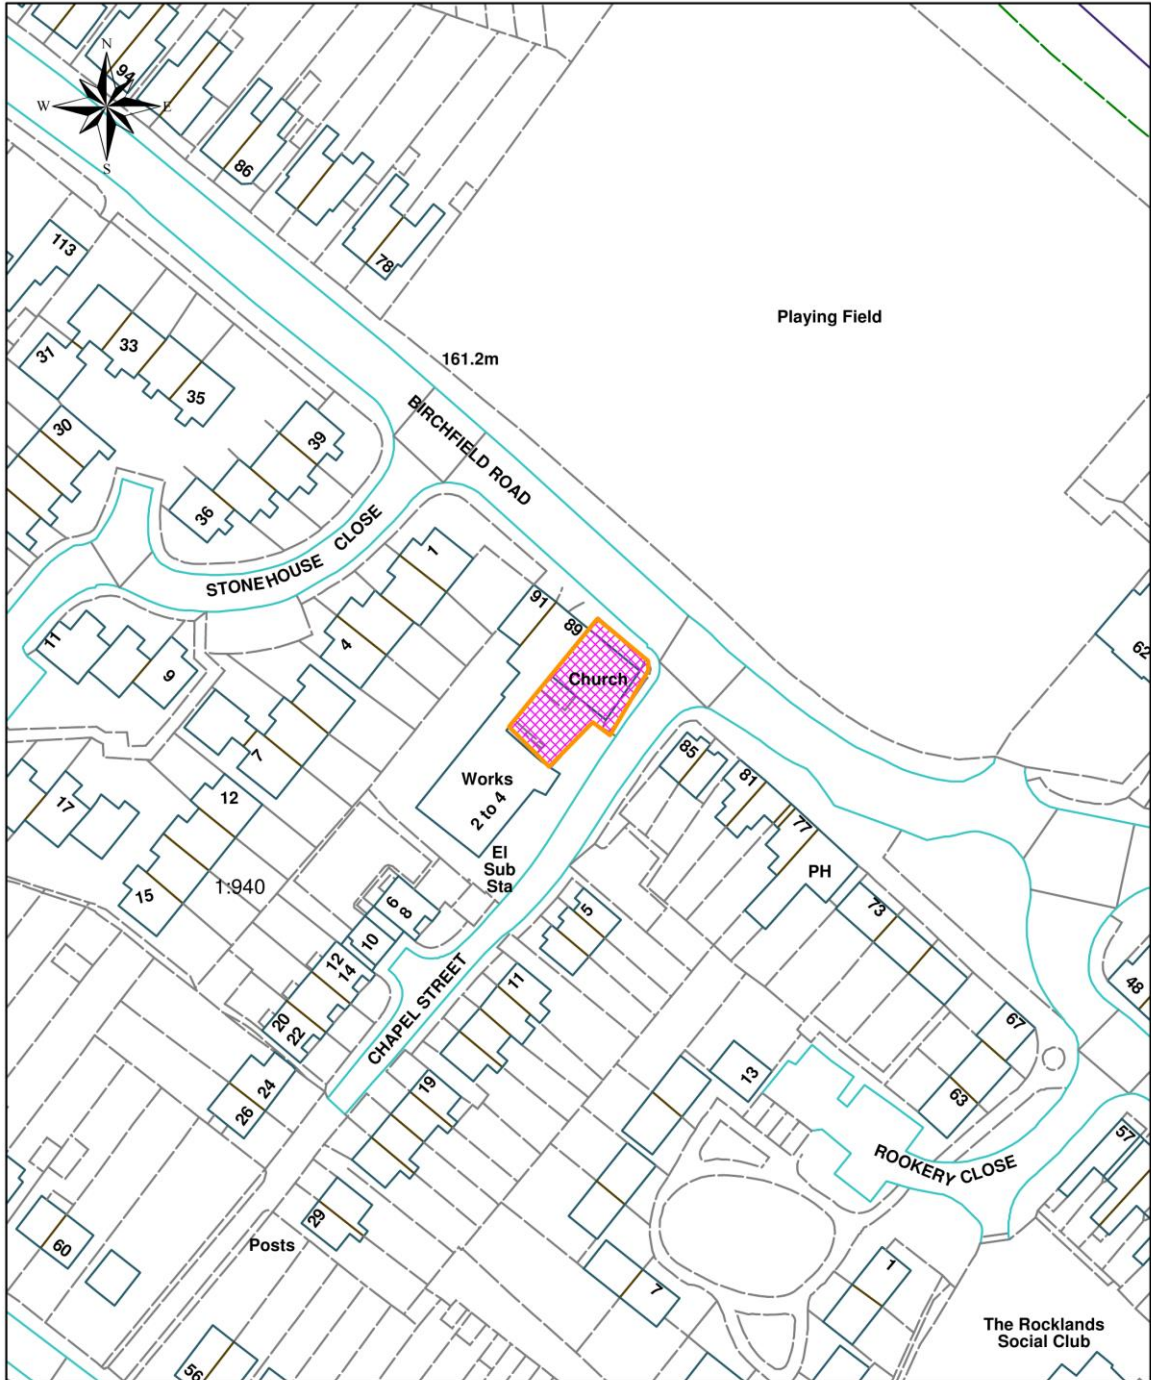 N
94
W
E
S
86
78
113
Playing Field
33
31
161.2m
35
BIRCHFIELD ROAD
30
39
36
STONEHOUSE CLOSE
1
91
89
11
4
9
62
Church
7
85
81
Works
2 to 4
12
17
77
PH
El
Sub
Sta
1:940
15
6
8
5
73
10
12
14
11
48
CHAPEL STREET
20
22
67
13
24
26
19
63
57
ROOKERY CLOSE
29
60
Posts
1
7
The Rocklands
Social Club
56